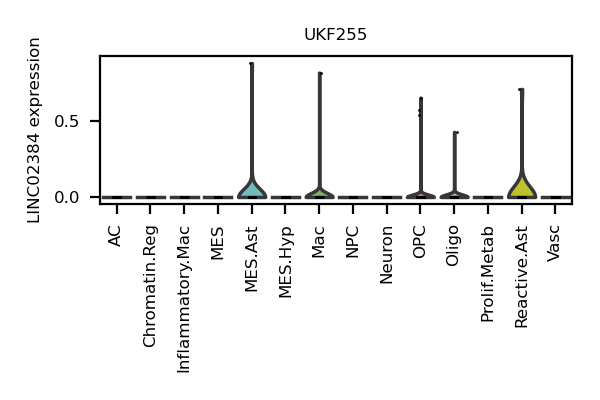 UKF255
LINC02384 expression
0.5
0.0
AC
Chromatin.Reg
Inflammatory.Mac
MES
MES.Ast
MES.Hyp
Mac
NPC
Neuron
OPC
Oligo
Prolif.Metab
Reactive.Ast
Vasc